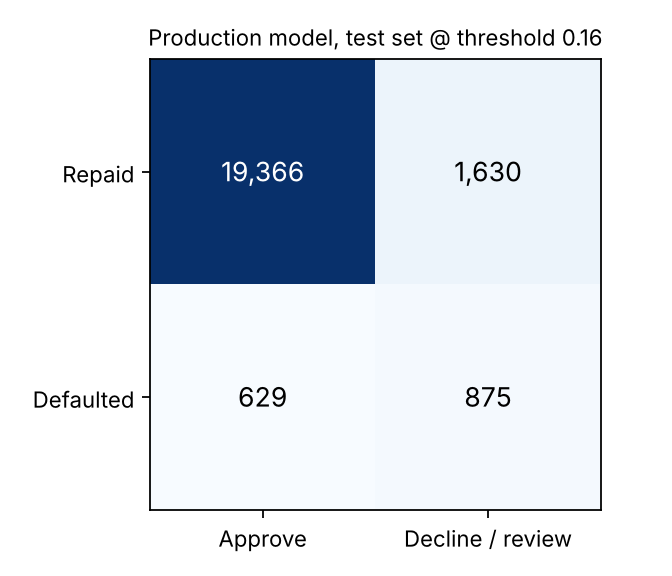 Production model, test set @ threshold 0.16
Repaid
19,366
1,630
Defaulted
629
875
Approve
Decline / review